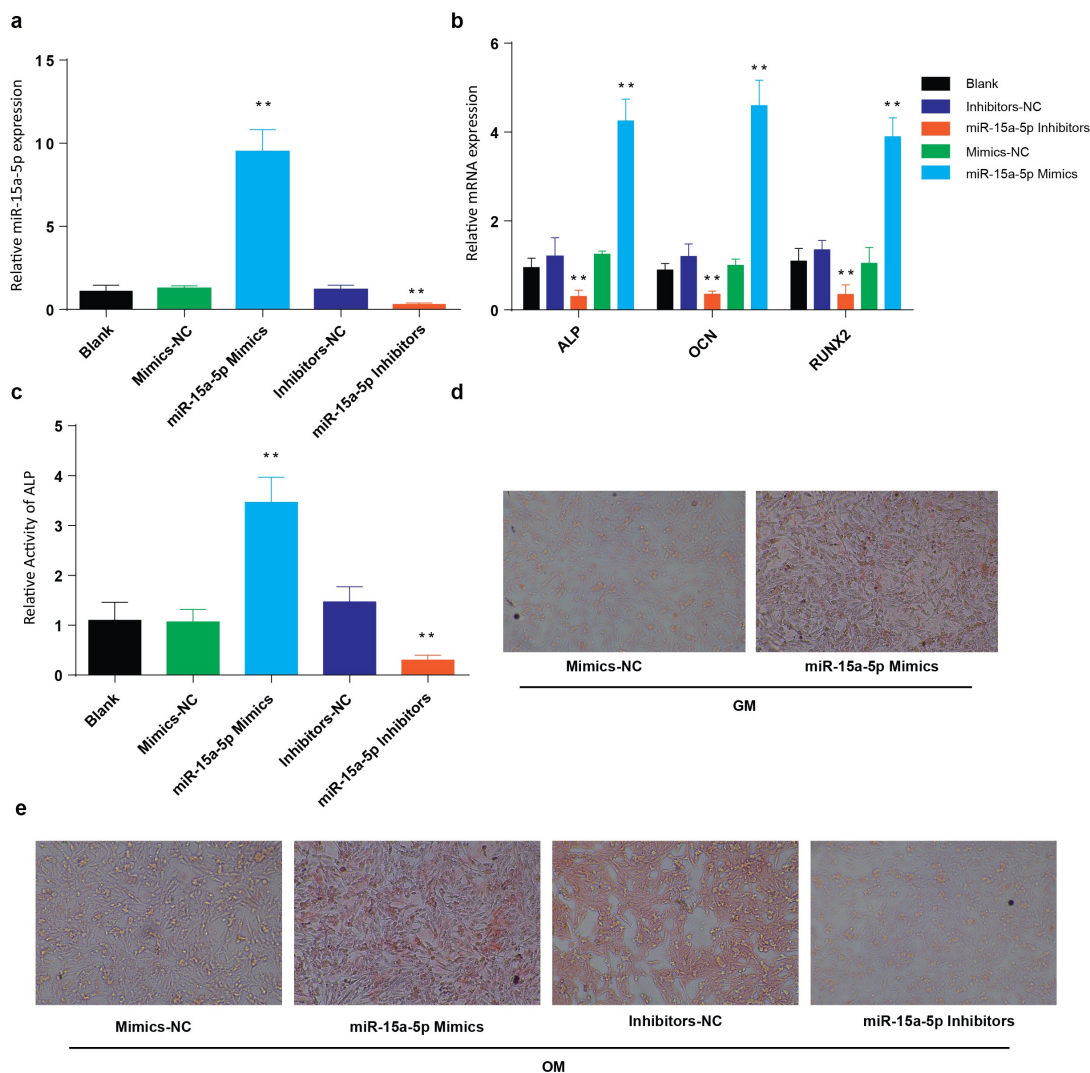 a
Relative miR-15a-5p expression
15
10
5
0
**
**
Blank
Mimics-NC
miR-15a-5p Mimics
Inhibitors-NC
miR-15a-5p Inhibitors
b
Relative mRNA expression
6
4
2
0
** ** **
** ** **
ALP
OCN
RUNX2
Blank
Inhibitors-NC
miR-15a-5p Inhibitors
Mimics-NC
miR-15a-5p Mimics
c
Relative Activity of ALP
5
4
3
2
1
0
**
**
Blank
Mimics-NC
miR-15a-5p Mimics
Inhibitors-NC
miR-15a-5p Inhibitors
d
Mimics-NC miR-15a-5p Mimics
GM
e
Mimics-NC miR-15a-5p Mimics Inhibitors-NC miR-15a-5p Inhibitors
OM